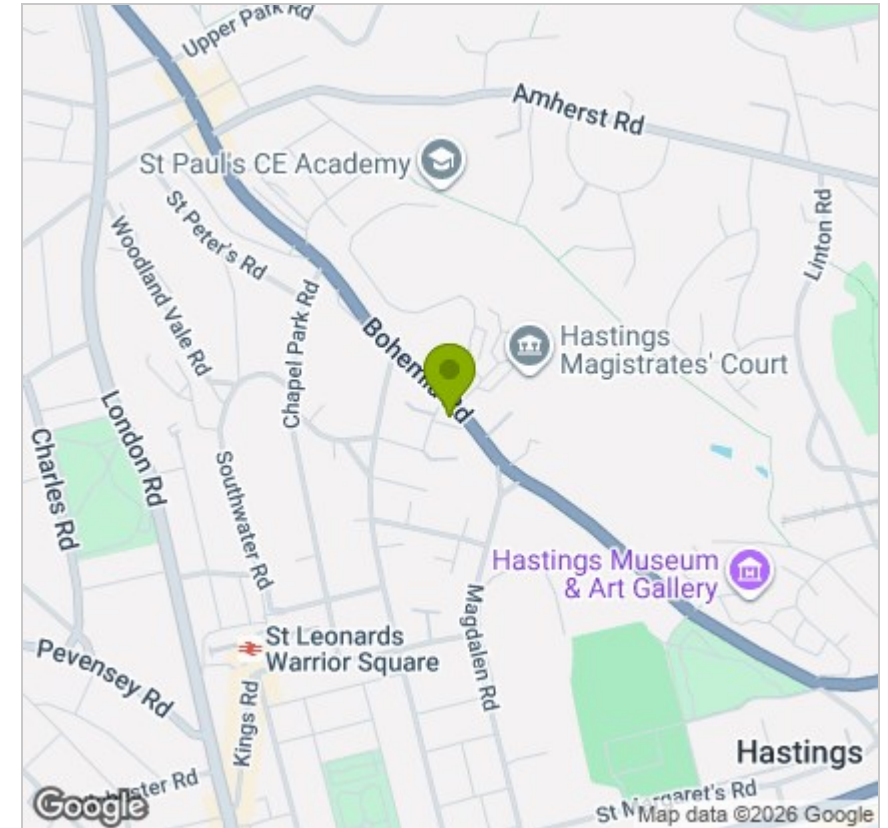 Upper Park Rd
Amherst Rd
St Paul's CE Academy
St Peter's Rd
Woodland Vale Rd
Linton Rd
Chapel Park Rd
Hastings
Magistrates' Court
London Rd
Charles Rd
Southwater Rd
Hastings Museum
& Art Gallery
Magdalen Rd
St Leonards
Warrior Square
Pevensey Rd
Kings Rd
Hastings
Google
Map data ©2026 Google